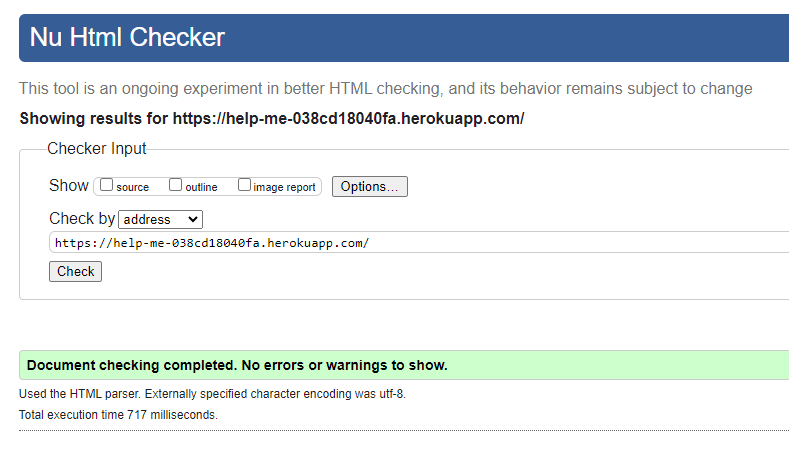 Nu Html Checker
This tool is an ongoing experiment in better HTML checking, and its behavior remains subject to change
Showing results for https://help-me-038cd18040fa.herokuapp.com/
Checker Input
Show source outline image report Options...
Check by address
https://help-me-038cd18040fa.herokuapp.com/
Check
Document checking completed. No errors or warnings to show.
Used the HTML parser. Externally specified character encoding was utf-8.
Total execution time 717 milliseconds.